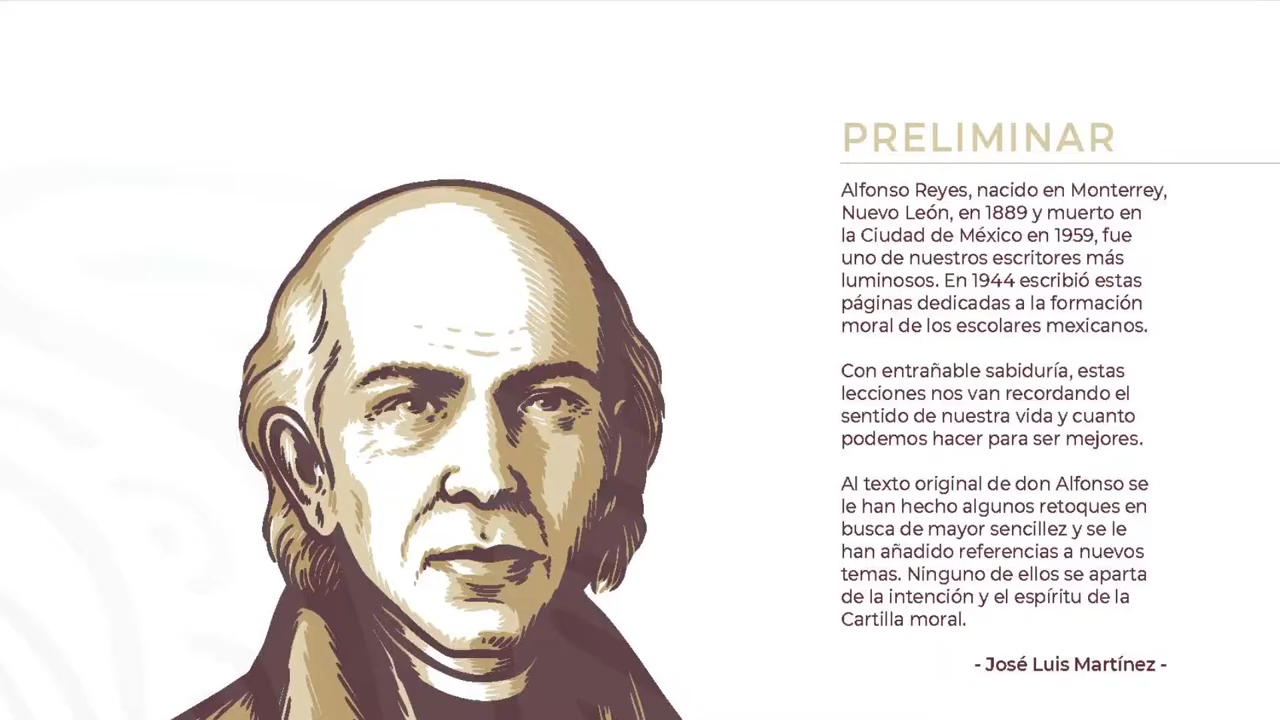 PRELIMINAR
Alfonso Reyes, nacido en Monterrey,
Nuevo León, en 1889 y muerto en
la Ciudad de México en 1959, fue
uno de nuestros escritores más
luminosos. En 1944 escribió estas
páginas dedicadas a la formación
moral de los escolares mexicanos.
Con entrañable sabiduría, estas
lecciones nos van recordando el
sentido de nuestra vida y cuanto
podemos hacer para ser mejores.
Al texto original de don Alfonso se
le han hecho algunos retoques en
busca de mayor sencillez y se le
han añadido referencias a nuevos
temas. Ninguno de ellos se aparta
de la intención y el espíritu de la
Cartilla moral.
- José Luis Martínez -